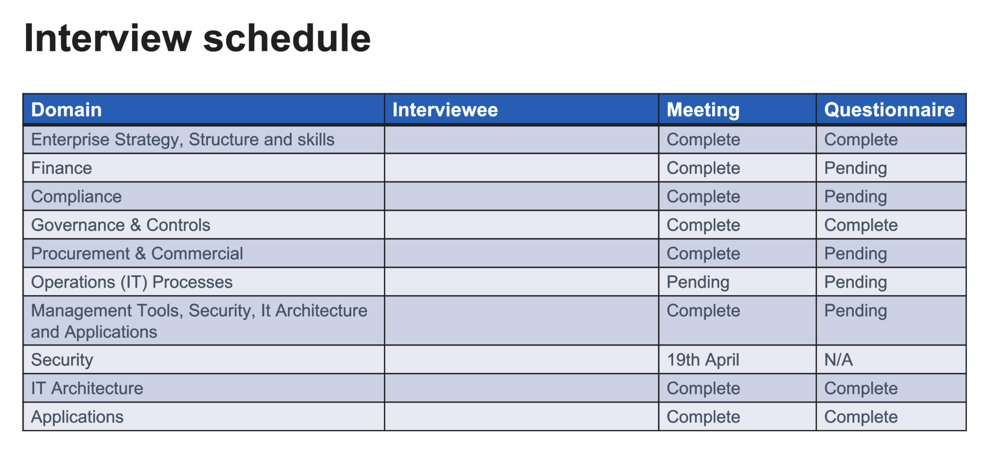 Interview schedule
Domain Interviewee Meeting Questionnaire
Enterprise Strategy, Structure and skills Complete Complete
Finance Complete Pending
Compliance Complete Pending
Governance & Controls Complete Complete
Procurement & Commercial Complete Pending
Operations (IT) Processes Pending Pending
Management Tools, Security, It Architecture Complete Pending
and Applications
Security 19th April N/A
IT Architecture Complete Complete
Applications Complete Complete